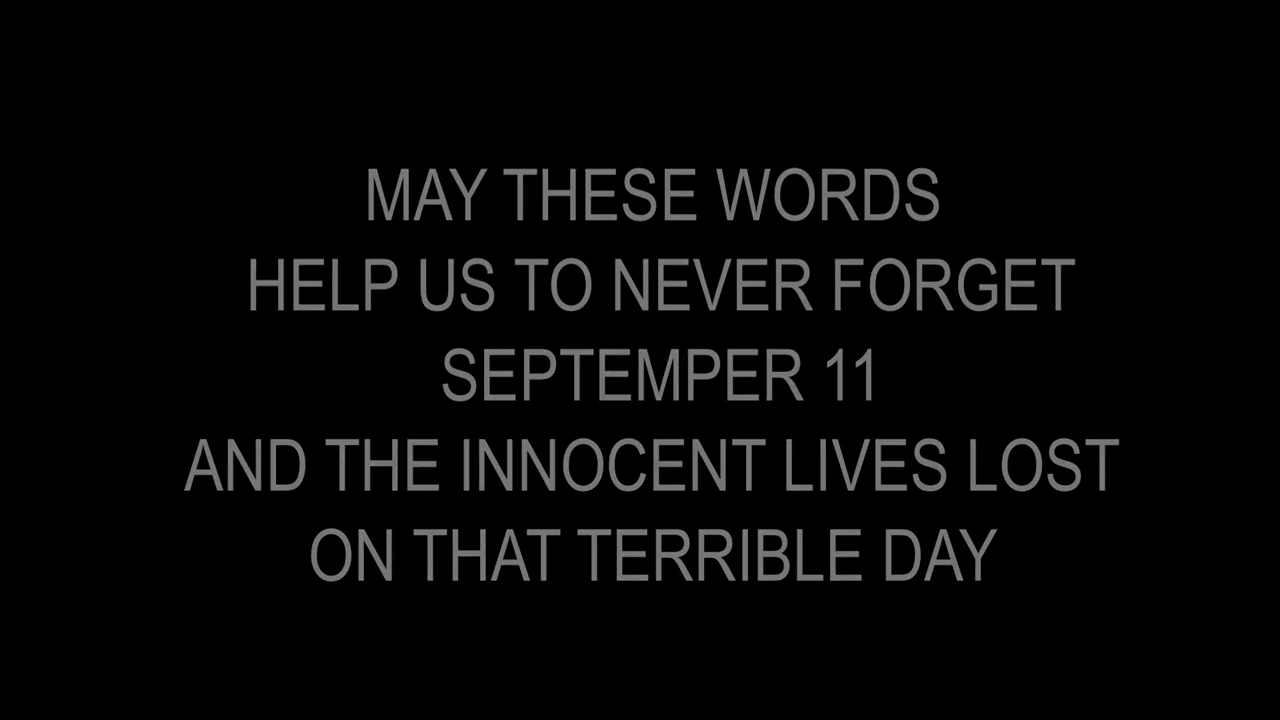 MAY THESE WORDS
HELP US TO NEVER FORGET
SEPTEMPER 11
AND THE INNOCENT LIVES LOST
ON THAT TERRIBLE DAY